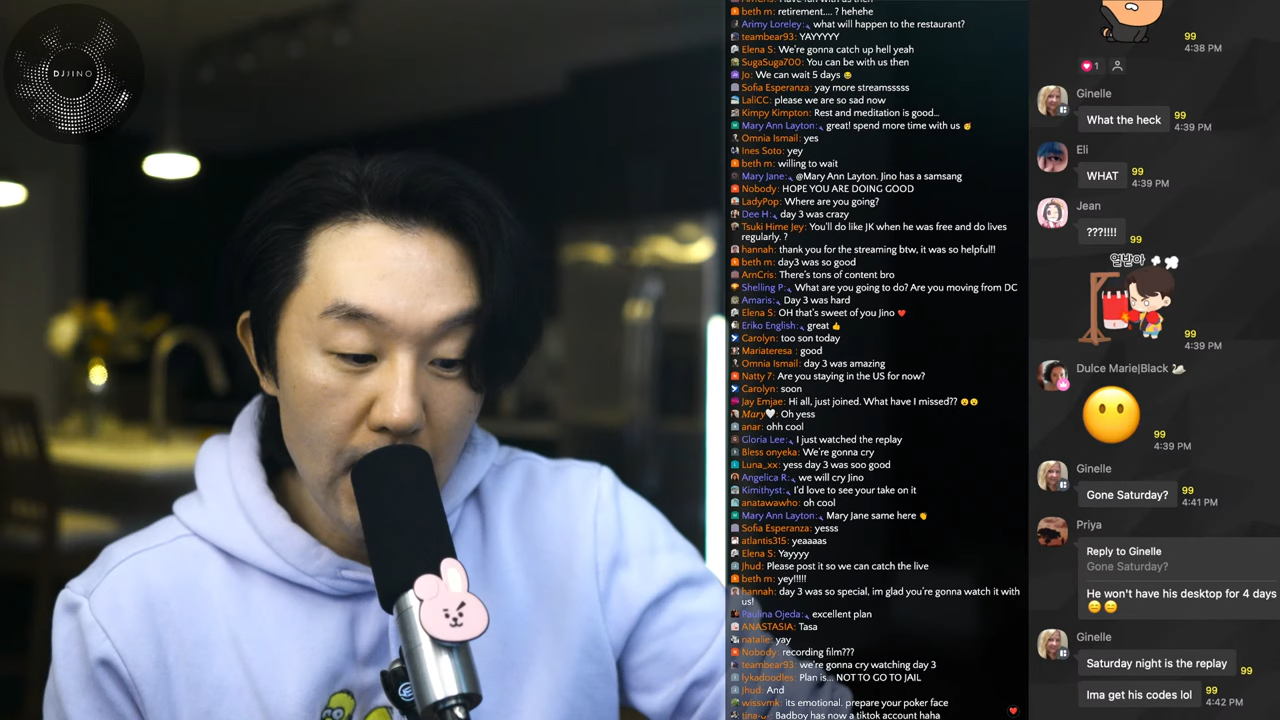 DJJINO
ArnCris: Have fun with us then
beth m: retirement.... ? hehehe
Arimy Loreley: what will happen to the restaurant?
teambear93: YAYYYYY
Elena S: We're gonna catch up hell yeah
SugaSuga700: You can be with us then
Jo: We can wait 5 days 😂
Sofia Esperanza: yay more streamsssss
LaliCC: please we are so sad now
Kimpy Kimpton: Rest and meditation is good...
Mary Ann Layton: great! spend more time with us 🥳
Omnia Ismail: yes
Ines Soto: yey
beth m: willing to wait
Mary Jane: @Mary Ann Layton. Jino has a samsang
Nobody: HOPE YOU ARE DOING GOOD
LadyPop: Where are you going?
Dee H: day 3 was crazy
Tsuki Hime Jey: You'll do like JK when he was free and do lives
regularly. ?
hannah: thank you for the streaming btw, it was so helpful!!
beth m: day3 was so good
ArnCris: There's tons of content bro
Shelling P: What are you going to do? Are you moving from DC
Amaris: Day 3 was hard
Elena S: OH that's sweet of you Jino ❤️
Eriko English: great 👍
Carolyn: too son today
Mariateresa : good
Omnia Ismail: day 3 was amazing
Natty 7: Are you staying in the US for now?
Carolyn: soon
Jay Emjae: Hi all, just joined. What have I missed?? 😮😮
Mary🤍: Oh yess
anar: ohh cool
Gloria Lee: I just watched the replay
Bless onyeka: We're gonna cry
Luna_xx: yess day 3 was soo good
Angelica R: we will cry Jino
Kimithyst: I'd love to see your take on it
anatawawho: oh cool
Mary Ann Layton: Mary Jane same here 👏
Sofia Esperanza: yesss
atlantis315: yeaaaas
Elena S: Yayyyy
Jhud: Please post it so we can catch the live
beth m: yey!!!!!
hannah: day 3 was so special, im glad you're gonna watch it with
us!
Paulina Ojeda: excellent plan
ANASTASIA: Tasa
natalie: yay
Nobody: recording film???
teambear93: we're gonna cry watching day 3
lykadoodles: Plan is... NOT TO GO TO JAIL
Jhud: And
wissvmk: its emotional. prepare your poker face
Badboy has now a tiktok account haha
99
4:38 PM
1
Ginelle
What the heck
99
4:39 PM
Eli
WHAT
99
4:39 PM
Jean
???!!!!
99
열받아
99
4:39 PM
Dulce Marie|Black 🦢
99
4:39 PM
Ginelle
Gone Saturday?
99
4:41 PM
Priya
Reply to Ginelle
Gone Saturday?
He won't have his desktop for 4 days
😑😑
Ginelle
Saturday night is the replay
99
Ima get his codes lol
99
4:42 PM